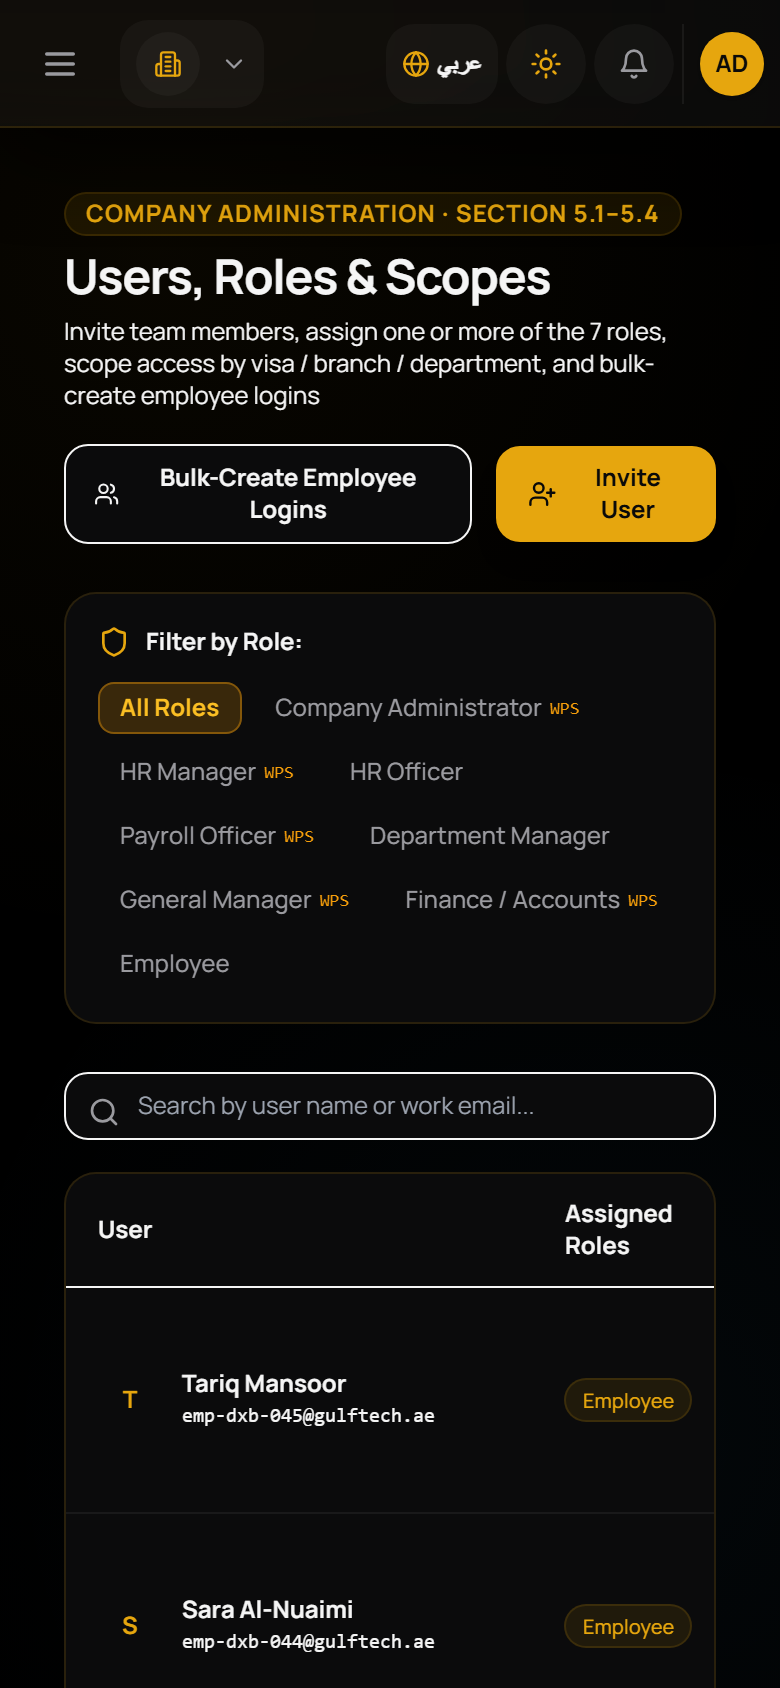 عربي
AD
COMPANY ADMINISTRATION · SECTION 5.1–5.4
Users, Roles & Scopes
Invite team members, assign one or more of the 7 roles,
scope access by visa / branch / department, and bulk-
create employee logins
Bulk-Create Employee
Logins
Invite
User
Filter by Role:
All Roles
Company Administrator WPS
HR Manager WPS
HR Officer
Payroll Officer WPS
Department Manager
General Manager WPS
Finance / Accounts WPS
Employee
Search by user name or work email...
User
Assigned
Roles
T
Tariq Mansoor
emp-dxb-045@gulftech.ae
Employee
S
Sara Al-Nuaimi
emp-dxb-044@gulftech.ae
Employee